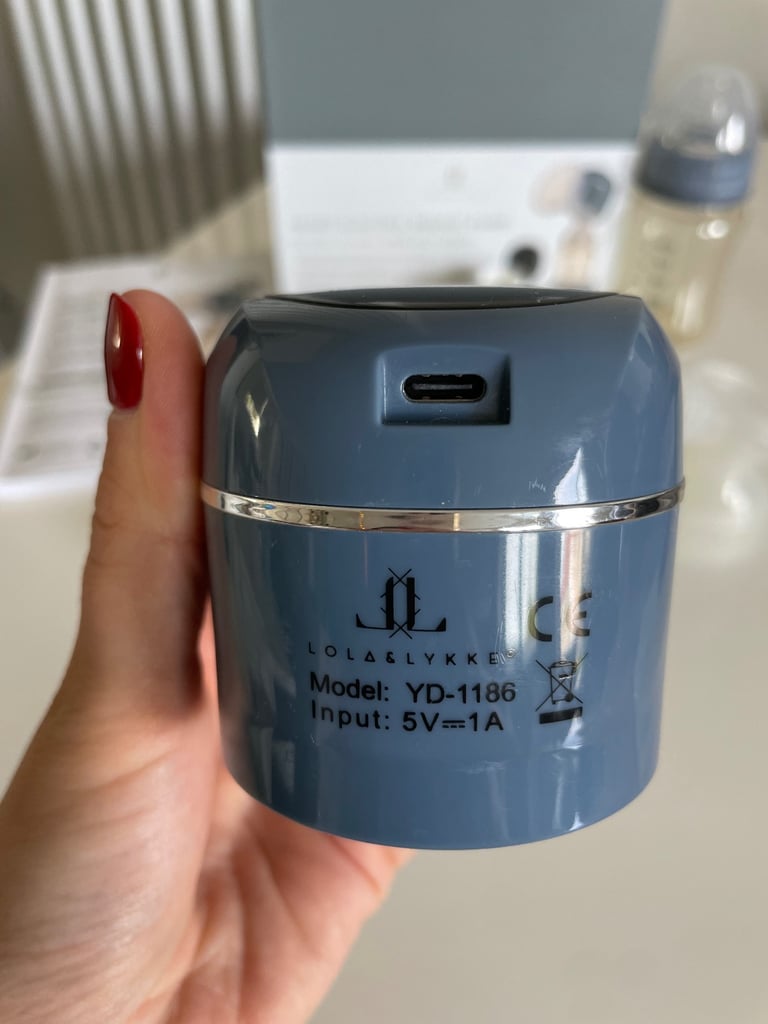 LOLA&LYKKE®
CE
Model: YD-1186
Input: 5V⎓1A